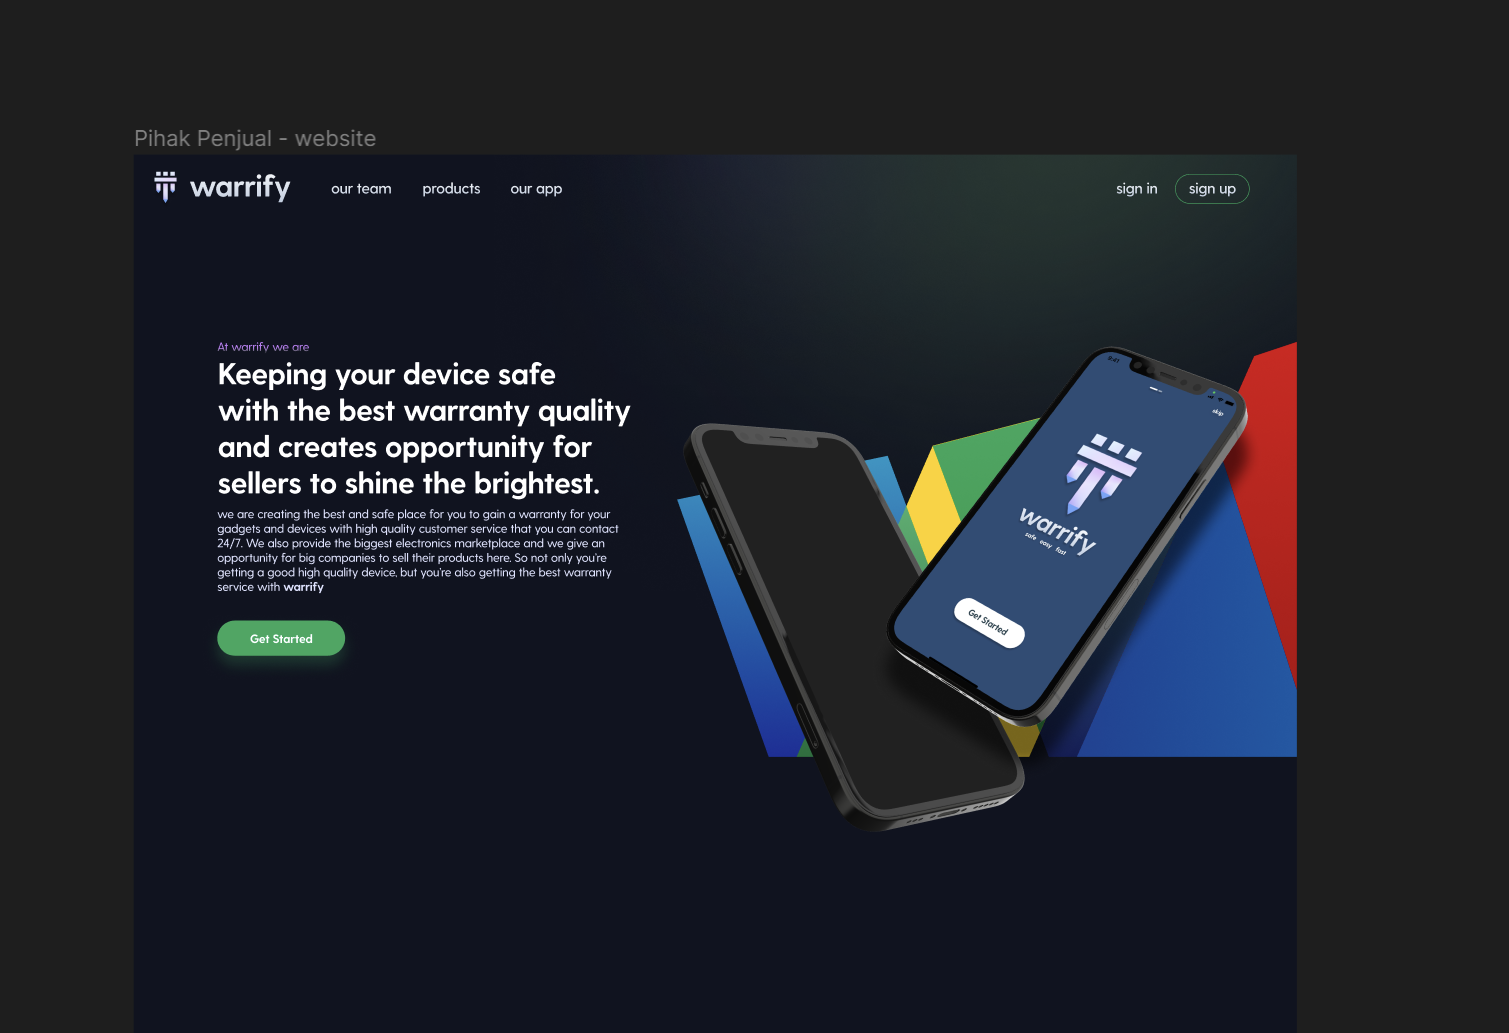 Pihak Penjual - website
warrify
our team
products
our app
sign in
sign up
At warrify we are
Keeping your device safe
with the best warranty quality
and creates opportunity for
sellers to shine the brightest.
we are creating the best and safe place for you to gain a warranty for your
gadgets and devices with high quality customer service that you can contact
24/7. We also provide the biggest electronics marketplace and we give an
opportunity for big companies to sell their products here. So not only you're
getting a good high quality device, but you're also getting the best warranty
service with warrify
Get Started
9:41
skip
warrify
safe easy fast
Get Started